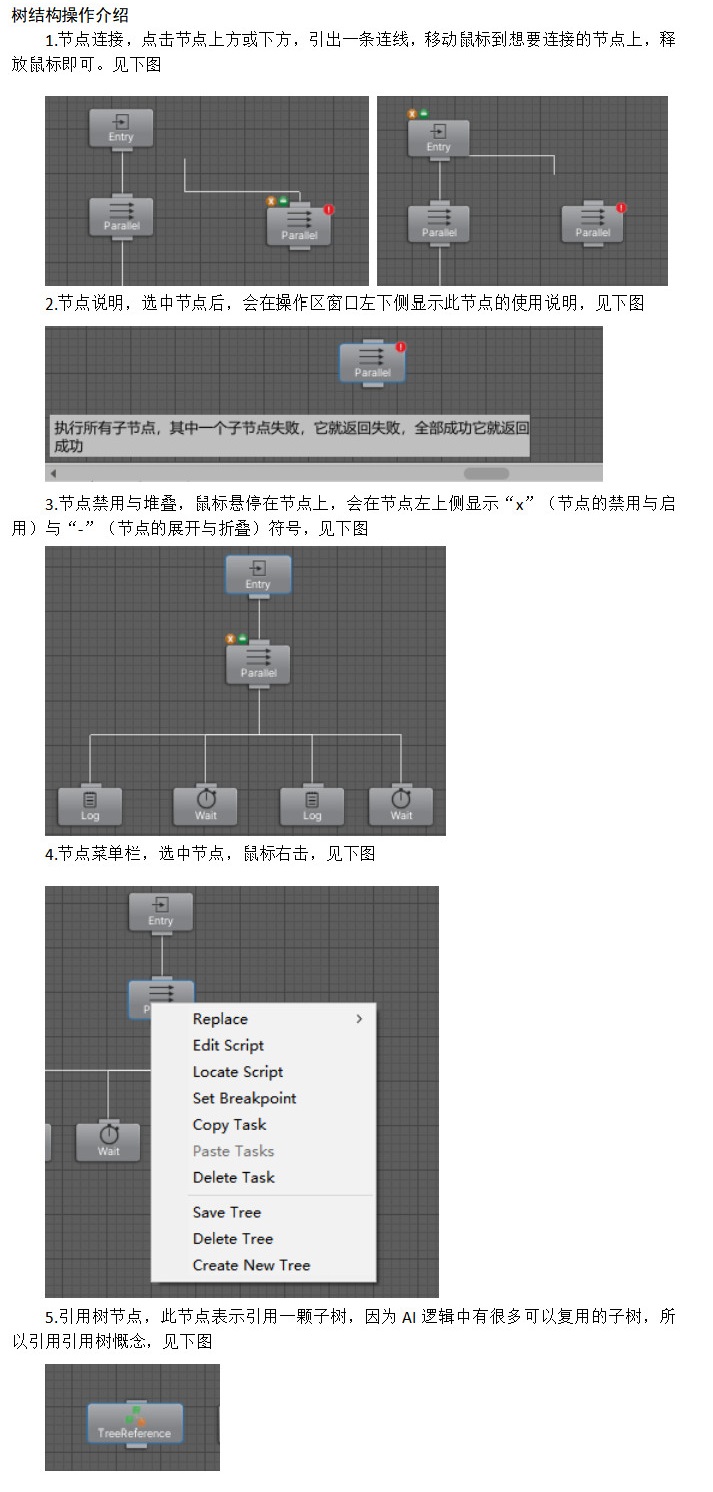 树结构操作介绍
1.节点连接，点击节点上方或下方，引出一条连线，移动鼠标到想要连接的节点上，释
放鼠标即可。见下图
Entry
Parallel
Parallel
Entry
Parallel
Parallel
2.节点说明，选中节点后，会在操作区窗口左下侧显示此节点的使用说明，见下图
Parallel
执行所有子节点，其中一个子节点失败，它就返回失败，全部成功它就返回
成功
3.节点禁用与堆叠，鼠标悬停在节点上，会在节点左上侧显示“x”（节点的禁用与启
用）与“-”（节点的展开与折叠）符号，见下图
Entry
Parallel
Log
Wait
Log
Wait
4.节点菜单栏，选中节点，鼠标右击，见下图
Entry
P
Wait
Replace
Edit Script
Locate Script
Set Breakpoint
Copy Task
Paste Tasks
Delete Task
Save Tree
Delete Tree
Create New Tree
5.引用树节点，此节点表示引用一颗子树，因为 AI 逻辑中有很多可以复用的子树，所
以引用引用树慨念，见下图
TreeReference